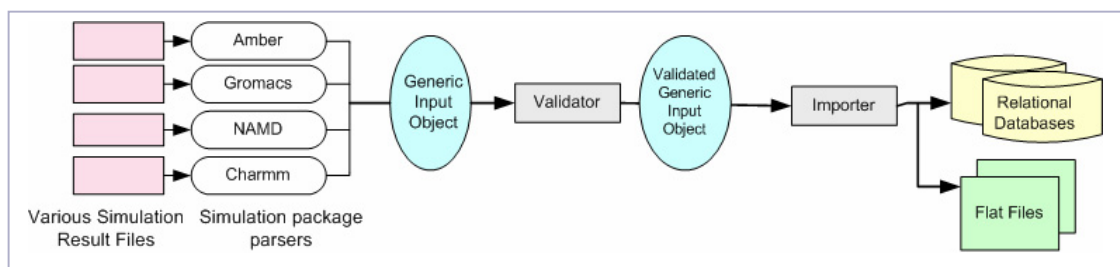 Amber
Gromacs
NAMD
Charmm
Various Simulation
Result Files
Simulation package
parsers
Generic
Input
Object
Validator
Validated
Generic
Input
Object
Importer
Relational
Databases
Flat Files